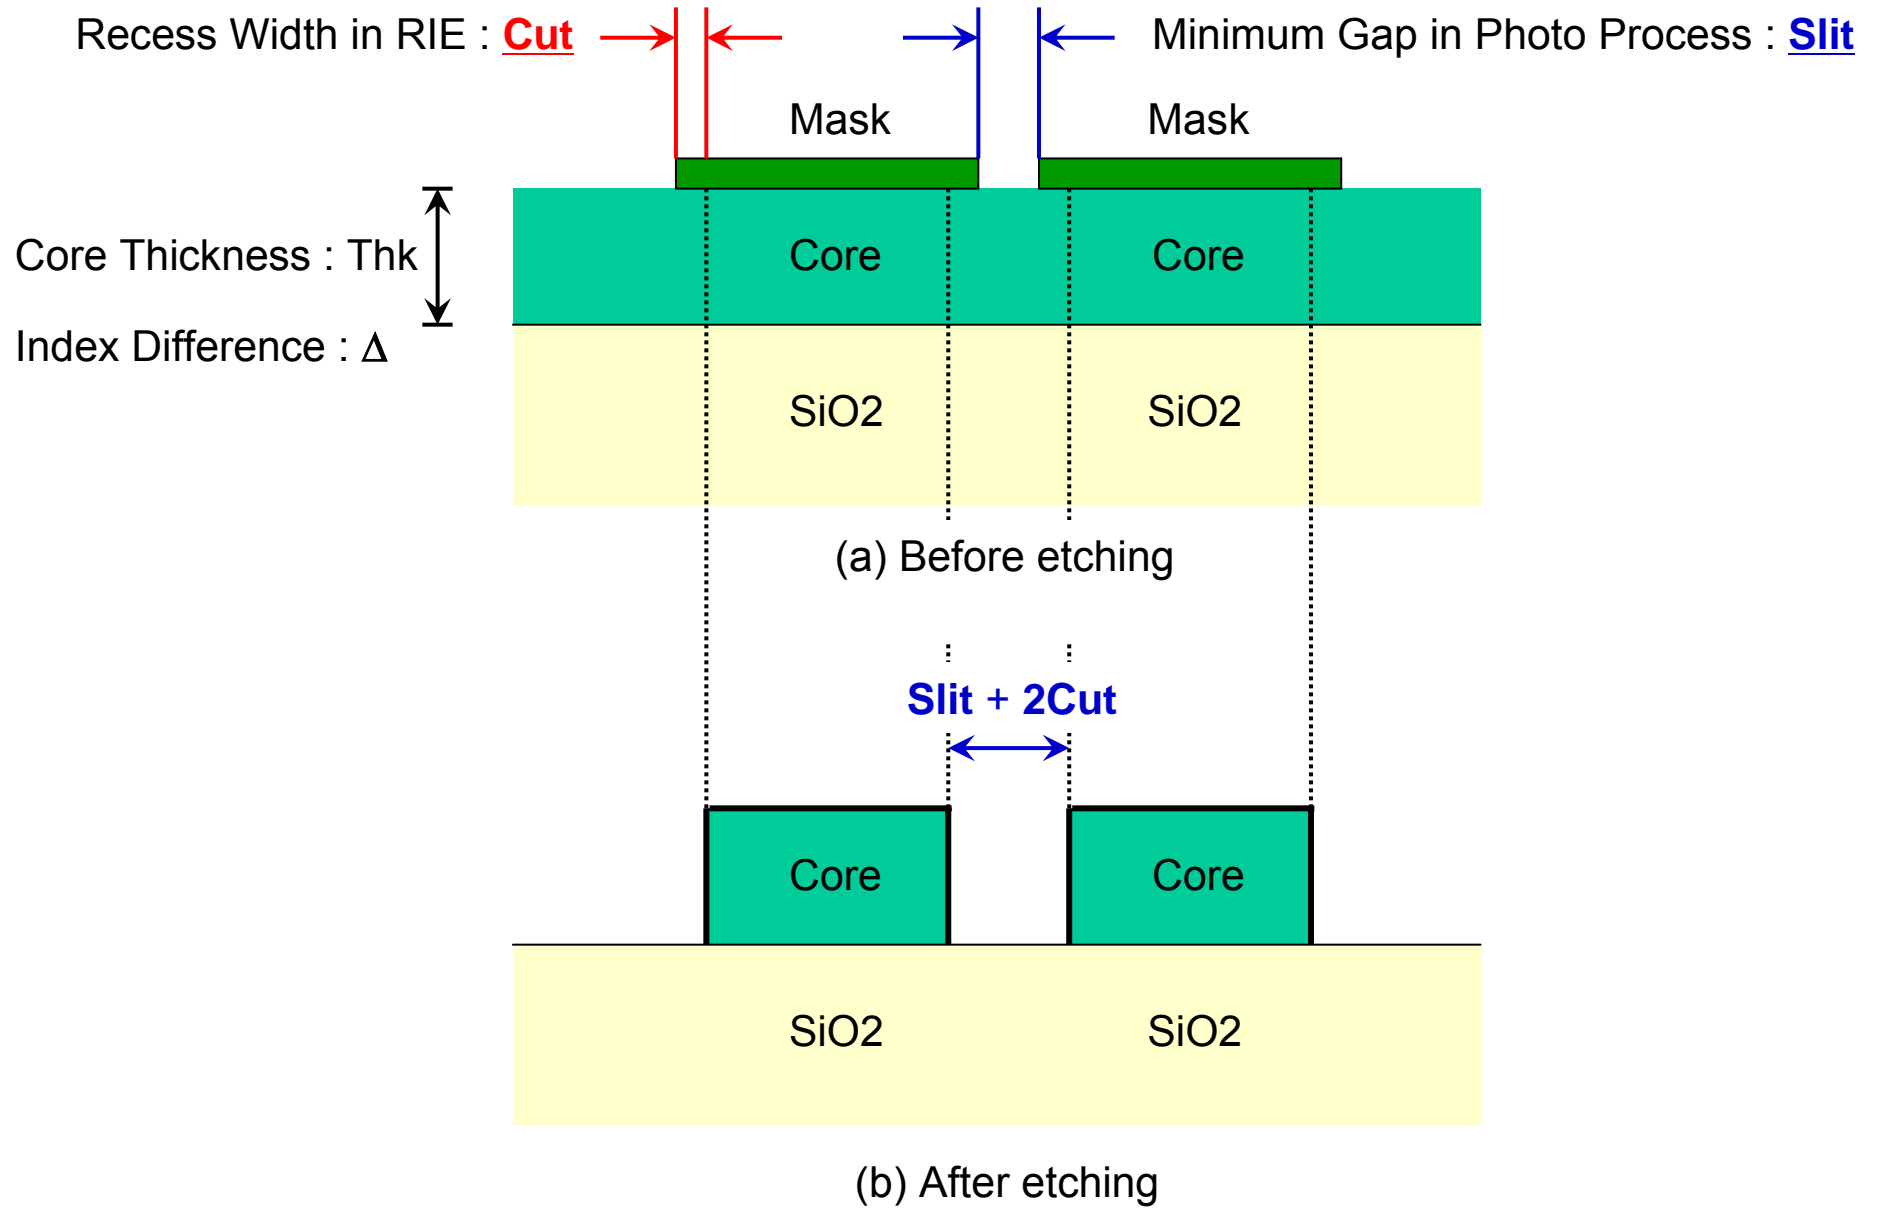 Recess Width in RIE : Cut
Minimum Gap in Photo Process : Slit
Mask
Mask
Core Thickness : Thk
Core
Core
Index Difference : Δ
SiO2
SiO2
(a) Before etching
Slit + 2Cut
Core
Core
SiO2
SiO2
(b) After etching